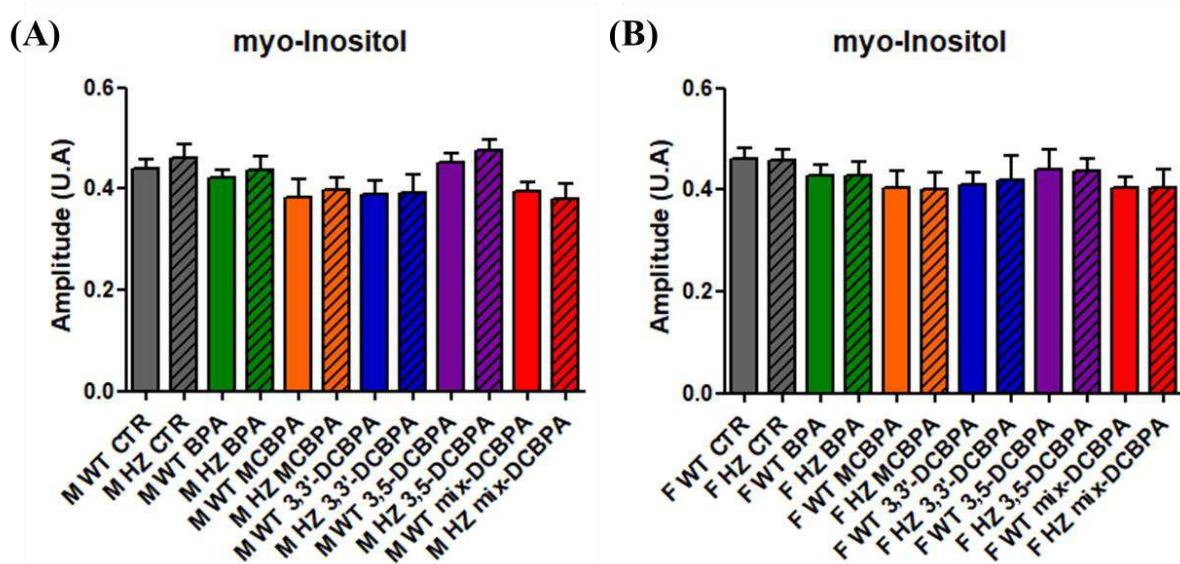 (A)
myo-Inositol
Amplitude (U.A)
0.6
0.4
0.2
0.0
M WT CTR
M HZ CTR
M WT BPA
M HZ BPA
M WT MCBPA
M HZ MCBPA
M WT 3,3'-DCBPA
M HZ 3,3'-DCBPA
M WT 3,5-DCBPA
M HZ 3,5-DCBPA
M WT mix-DCBPA
M HZ mix-DCBPA
(B)
myo-Inositol
Amplitude (U.A)
0.6
0.4
0.2
0.0
F WT CTR
F HZ CTR
F WT BPA
F HZ BPA
F WT MCBPA
F HZ MCBPA
F WT 3,3'-DCBPA
F HZ 3,3'-DCBPA
F WT 3,5-DCBPA
F HZ 3,5-DCBPA
F WT mix-DCBPA
F HZ mix-DCBPA